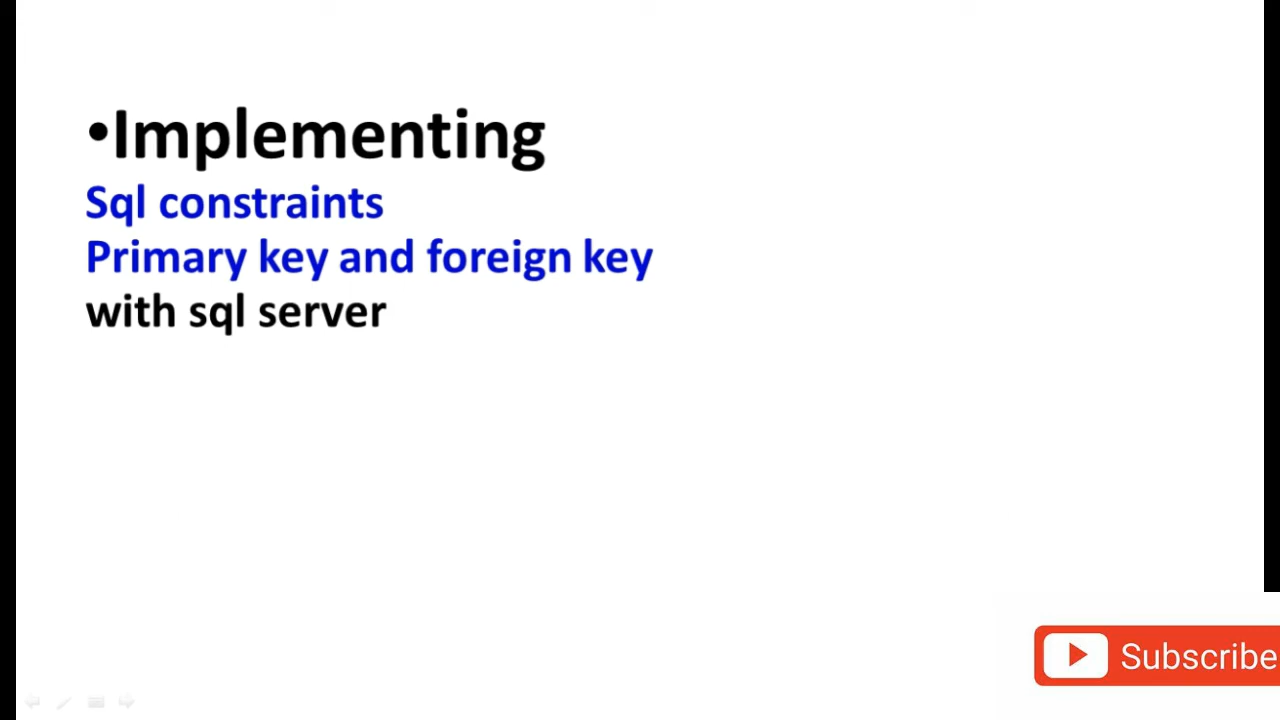 •Implementing
Sql constraints
Primary key and foreign key
with sql server
Subscribe